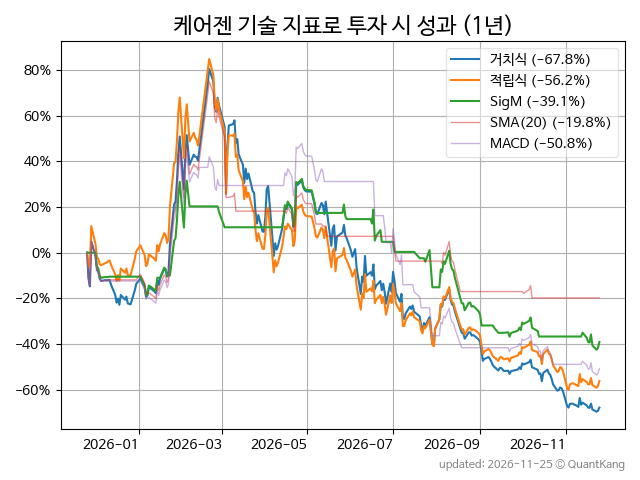 케어젠 기술 지표로 투자 시 성과 (1년)
거치식 (−67.8%)
적립식 (−56.2%)
SigM (−39.1%)
SMA(20) (−19.8%)
MACD (−50.8%)
80%
60%
40%
20%
0%
−20%
−40%
−60%
2026−01 2026−03 2026−05 2026−07 2026−09 2026−11
updated: 2026−11−25 ⓒ QuantKang